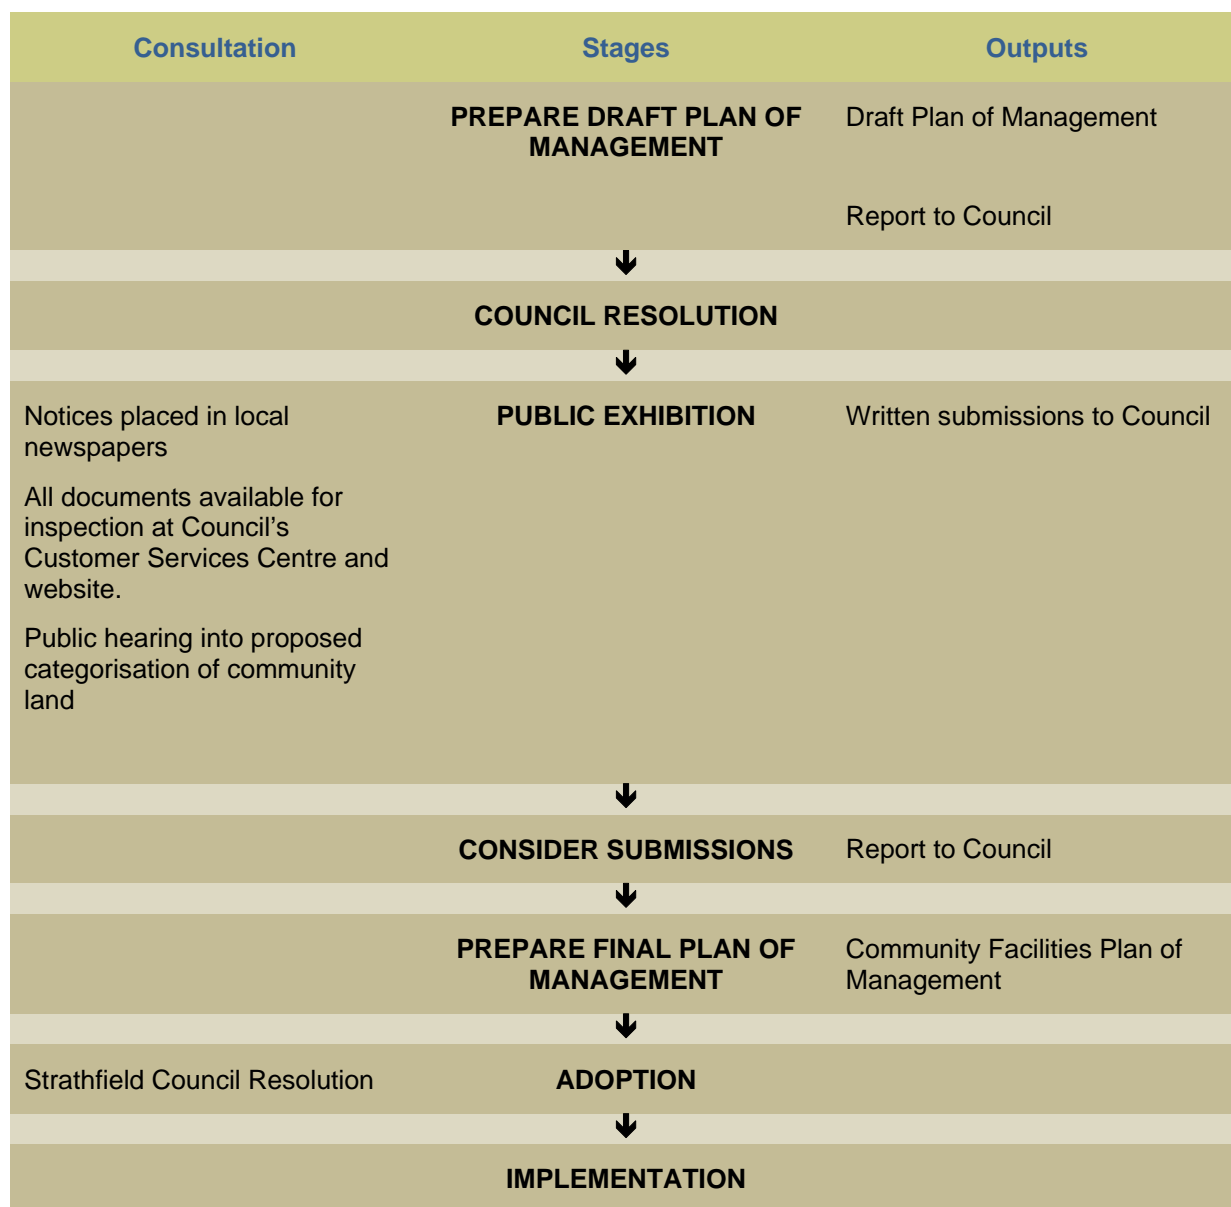 Consultation Stages Outputs
PREPARE DRAFT PLAN OF MANAGEMENT
Draft Plan of Management
Report to Council
COUNCIL RESOLUTION
Notices placed in local
newspapers
All documents available for
inspection at Council’s
Customer Services Centre and
website.
Public hearing into proposed
categorisation of community
land
PUBLIC EXHIBITION
Written submissions to Council
CONSIDER SUBMISSIONS
Report to Council
PREPARE FINAL PLAN OF
MANAGEMENT
Community Facilities Plan of
Management
Strathfield Council Resolution
ADOPTION
IMPLEMENTATION